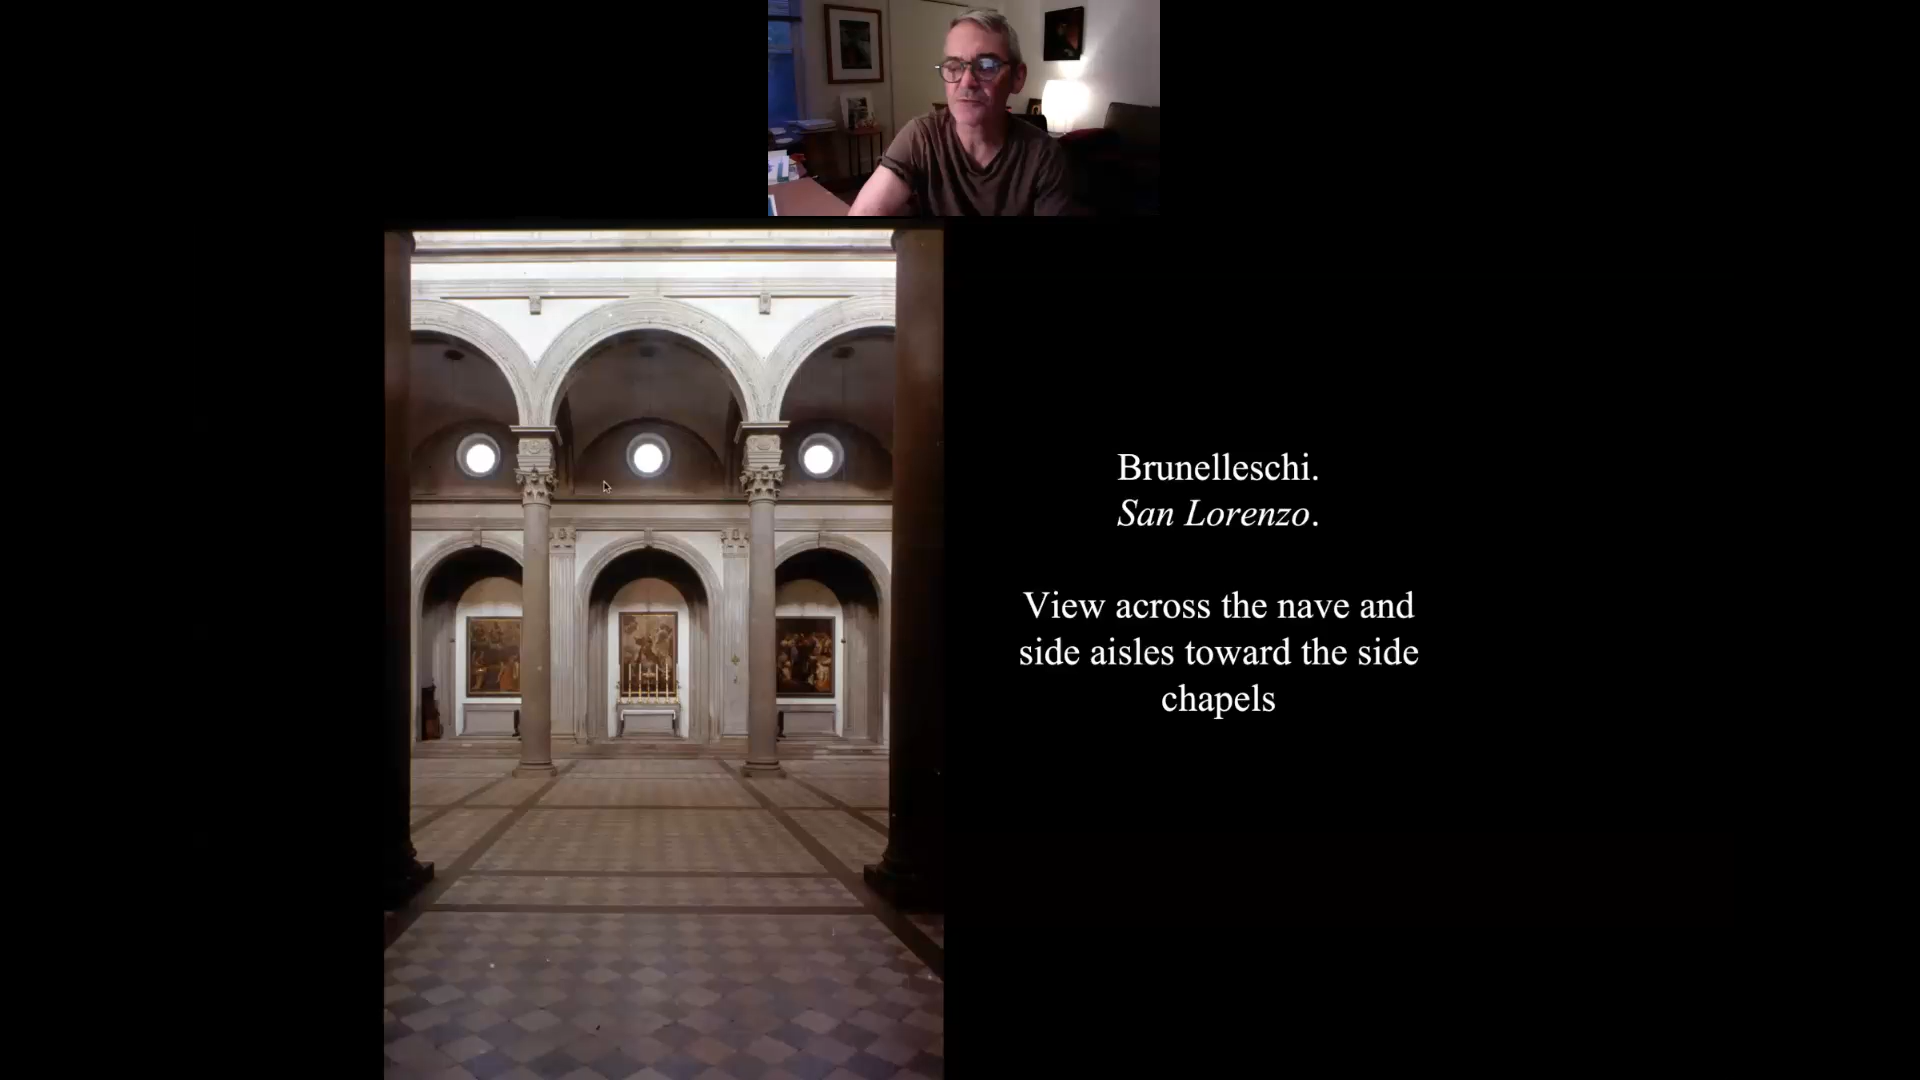 Brunelleschi.
San Lorenzo.
View across the nave and
side aisles toward the side
chapels